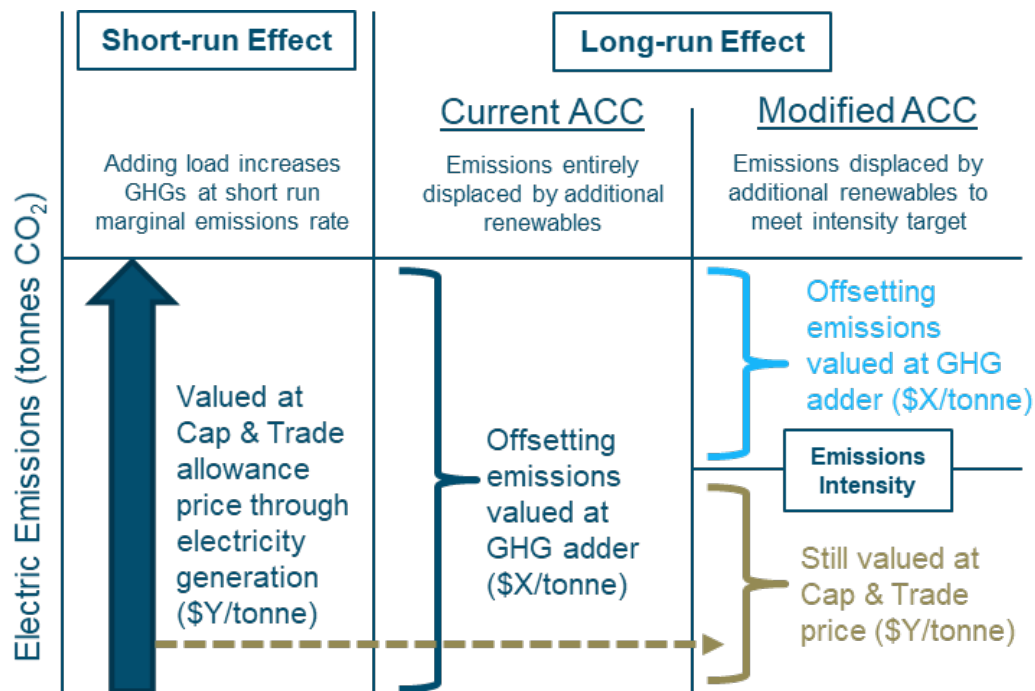 Short-run Effect
Long-run Effect
Current ACC
Modified ACC
Adding load increases
GHGs at short run
marginal emissions rate
Emissions entirely
displaced by additional
renewables
Emissions displaced by
additional renewables to
meet intensity target
Electric Emissions (tonnes CO₂)
Valued at
Cap & Trade
allowance
price through
electricity
generation
($Y/tonne)
Offsetting
emissions
valued at
GHG adder
($X/tonne)
Offsetting
emissions
valued at GHG
adder ($X/tonne)
Emissions
Intensity
Still valued at
Cap & Trade
price ($Y/tonne)